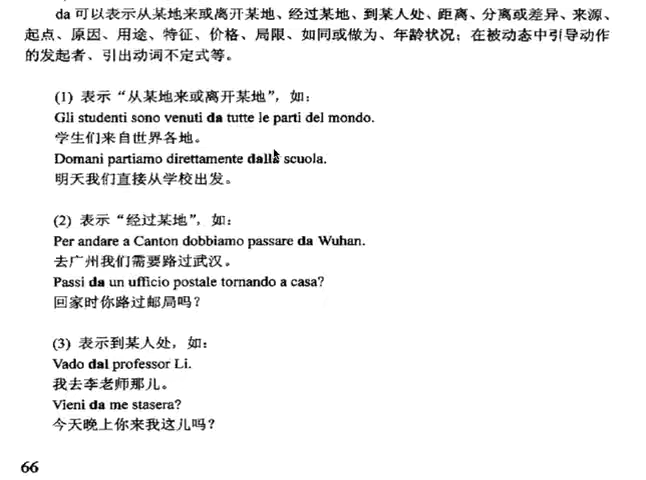 da 可以表示从某地来或离开某地、经过某地、到某人处、距离、分离或差异、来源、
起点、原因、用途、特征、价格、局限、如同或做为、年龄状况；在被动态中引导动作
的发起者、引出动词不定式等。
(1) 表示“从某地来或离开某地”，如：
Gli studenti sono venuti da tutte le parti del mondo.
学生们来自世界各地。
Domani partiamo direttamente dalla scuola.
明天我们直接从学校出发。
(2) 表示“经过某地”，如：
Per andare a Canton dobbiamo passare da Wuhan.
去广州我们需要路过武汉。
Passi da un ufficio postale tornando a casa?
回家时你路过邮局吗？
(3) 表示到某人处，如：
Vado dal professor Li.
我去李老师那儿。
Vieni da me stasera?
今天晚上你来我这儿吗？
66